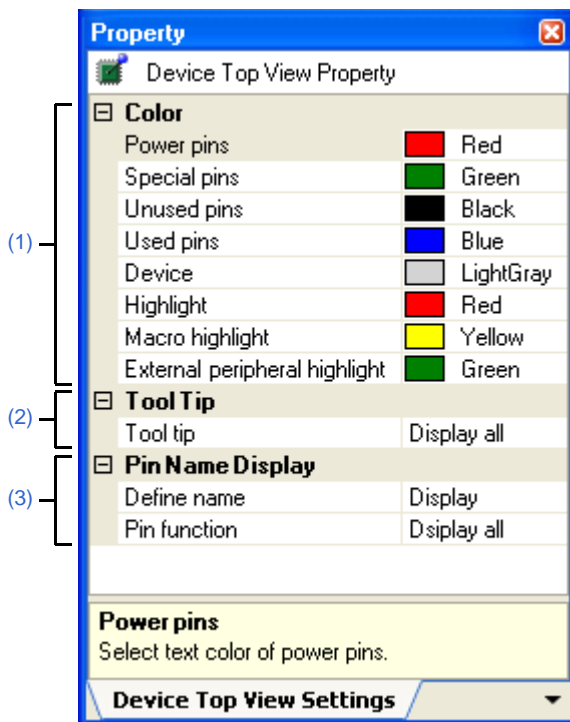 Property
Device Top View Property
(1)
Color
Power pins Red
Special pins Green
Unused pins Black
Used pins Blue
Device LightGray
Highlight Red
Macro highlight Yellow
External peripheral highlight Green
(2)
Tool Tip
Tool tip Display all
(3)
Pin Name Display
Define name Display
Pin function Dsiplay all
Power pins
Select text color of power pins.
Device Top View Settings